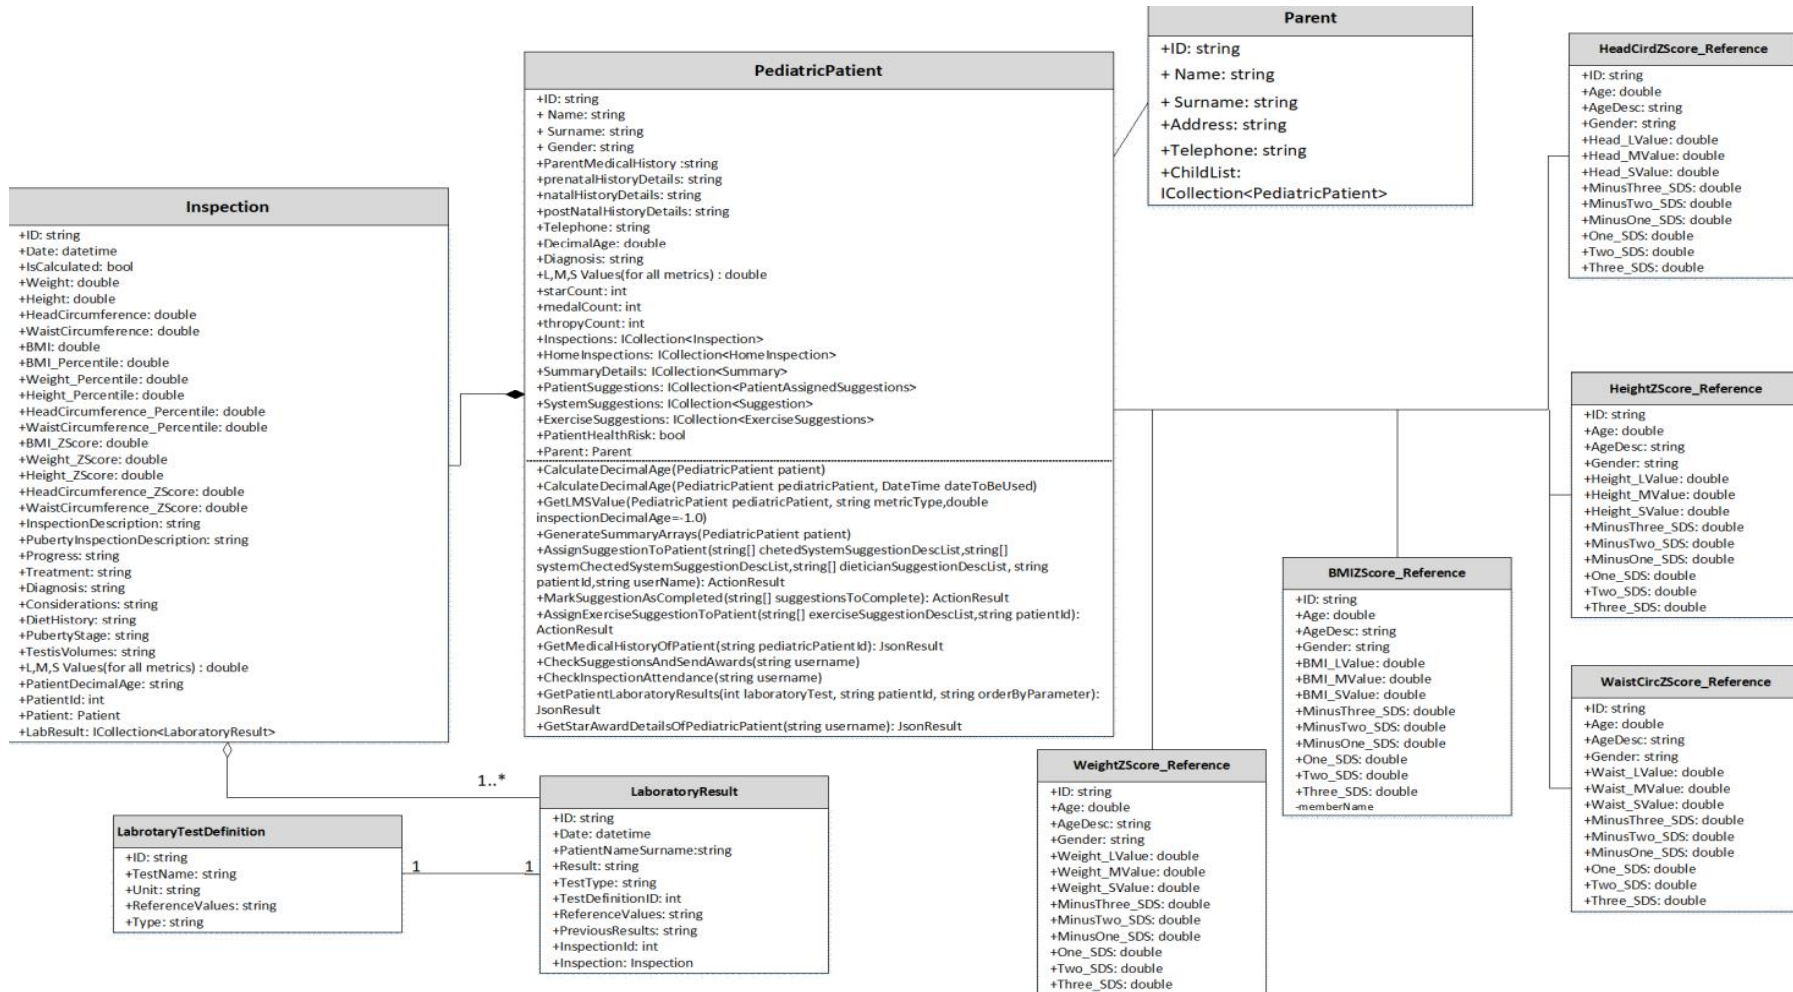 Parent
+ID: string
+ Name: string
+ Surname: string
+Address: string
+Telephone: string
+ChildList:
ICollection<PediatricPatient>
HeadCirdZScore_Reference
+ID: string
+Age: double
+AgeDesc: string
+Gender: string
+Head_LValue: double
+Head_MValue: double
+Head_SValue: double
+MinusThree_SDS: double
+MinusTwo_SDS: double
+MinusOne_SDS: double
+One_SDS: double
+Two_SDS: double
+Three_SDS: double
PediatricPatient
+ID: string
+ Name: string
+ Surname: string
+ Gender: string
+ParentMedicalHistory :string
+prenatalHistoryDetails: string
+natalHistoryDetails: string
+postNatalHistoryDetails: string
+Telephone: string
+DecimalAge: double
+Diagnosis: string
+L,M,S Values(for all metrics) : double
+starCount: int
+medalCount: int
+thropyCount: int
+Inspections: ICollection<Inspection>
+HomeInspections: ICollection<HomeInspection>
+SummaryDetails: ICollection<Summary>
+PatientSuggestions: ICollection<PatientAssignedSuggestions>
+SystemSuggestions: ICollection<Suggestion>
+ExerciseSuggestions: ICollection<ExerciseSuggestions>
+PatientHealthRisk: bool
+Parent: Parent
+CalculateDecimalAge(PediatricPatient patient)
+CalculateDecimalAge(PediatricPatient pediatricPatient, DateTime dateToBeUsed)
+GetLMSValue(PediatricPatient pediatricPatient, string metricType,double
inspectionDecimalAge=-1.0)
+GenerateSummaryArrays(PediatricPatient patient)
+AssignSuggestionToPatient(string[] chetedSystemSuggestionDescList,string[]
systemChectedSystemSuggestionDescList,string[] dieticianSuggestionDescList, string
patientId,string userName): ActionResult
+MarkSuggestionAsCompleted(string[] suggestionsToComplete): ActionResult
+AssignExerciseSuggestionToPatient(string[] exerciseSuggestionDescList,string patientId):
ActionResult
+GetMedicalHistoryOfPatient(string pediatricPatientId): JsonResult
+CheckSuggestionsAndSendAwards(string username)
+CheckInspectionAttendance(string username)
+GetPatientLaboratoryResults(int laboratoryTest, string patientId, string orderByParameter):
JsonResult
+GetStarAwardDetailsOfPediatricPatient(string username): JsonResult
Inspection
+ID: string
+Date: datetime
+IsCalculated: bool
+Weight: double
+Height: double
+HeadCircumference: double
+WaistCircumference: double
+BMI: double
+BMI_Percentile: double
+Weight_Percentile: double
+Height_Percentile: double
+HeadCircumference_Percentile: double
+WaistCircumference_Percentile: double
+BMI_ZScore: double
+Weight_ZScore: double
+Height_ZScore: double
+HeadCircumference_ZScore: double
+WaistCircumference_ZScore: double
+InspectionDescription: string
+PubertyInspectionDescription: string
+Progress: string
+Treatment: string
+Diagnosis: string
+Considerations: string
+DietHistory: string
+PubertyStage: string
+TestisVolumes: string
+L,M,S Values(for all metrics) : double
+PatientDecimalAge: string
+PatientId: int
+Patient: Patient
+LabResult: ICollection<LaboratoryResult>
HeightZScore_Reference
+ID: string
+Age: double
+AgeDesc: string
+Gender: string
+Height_LValue: double
+Height_MValue: double
+Height_SValue: double
+MinusThree_SDS: double
+MinusTwo_SDS: double
+MinusOne_SDS: double
+One_SDS: double
+Two_SDS: double
+Three_SDS: double
BMIZScore_Reference
+ID: string
+Age: double
+AgeDesc: string
+Gender: string
+BMI_LValue: double
+BMI_MValue: double
+BMI_SValue: double
+MinusThree_SDS: double
+MinusTwo_SDS: double
+MinusOne_SDS: double
+One_SDS: double
+Two_SDS: double
+Three_SDS: double
-memberName
WaistCircZScore_Reference
+ID: string
+Age: double
+AgeDesc: string
+Gender: string
+Waist_LValue: double
+Waist_MValue: double
+Waist_SValue: double
+MinusThree_SDS: double
+MinusTwo_SDS: double
+MinusOne_SDS: double
+One_SDS: double
+Two_SDS: double
+Three_SDS: double
WeightZScore_Reference
+ID: string
+Age: double
+AgeDesc: string
+Gender: string
+Weight_LValue: double
+Weight_MValue: double
+Weight_SValue: double
+MinusThree_SDS: double
+MinusTwo_SDS: double
+MinusOne_SDS: double
+One_SDS: double
+Two_SDS: double
+Three_SDS: double
1..*
LaboratoryResult
+ID: string
+Date: datetime
+PatientNameSurname:string
+Result: string
+TestType: string
+TestDefinitionID: int
+ReferenceValues: string
+PreviousResults: string
+InspectionId: int
+Inspection: Inspection
LabrotaryTestDefinition
+ID: string
+TestName: string
+Unit: string
+ReferenceValues: string
+Type: string
1
1